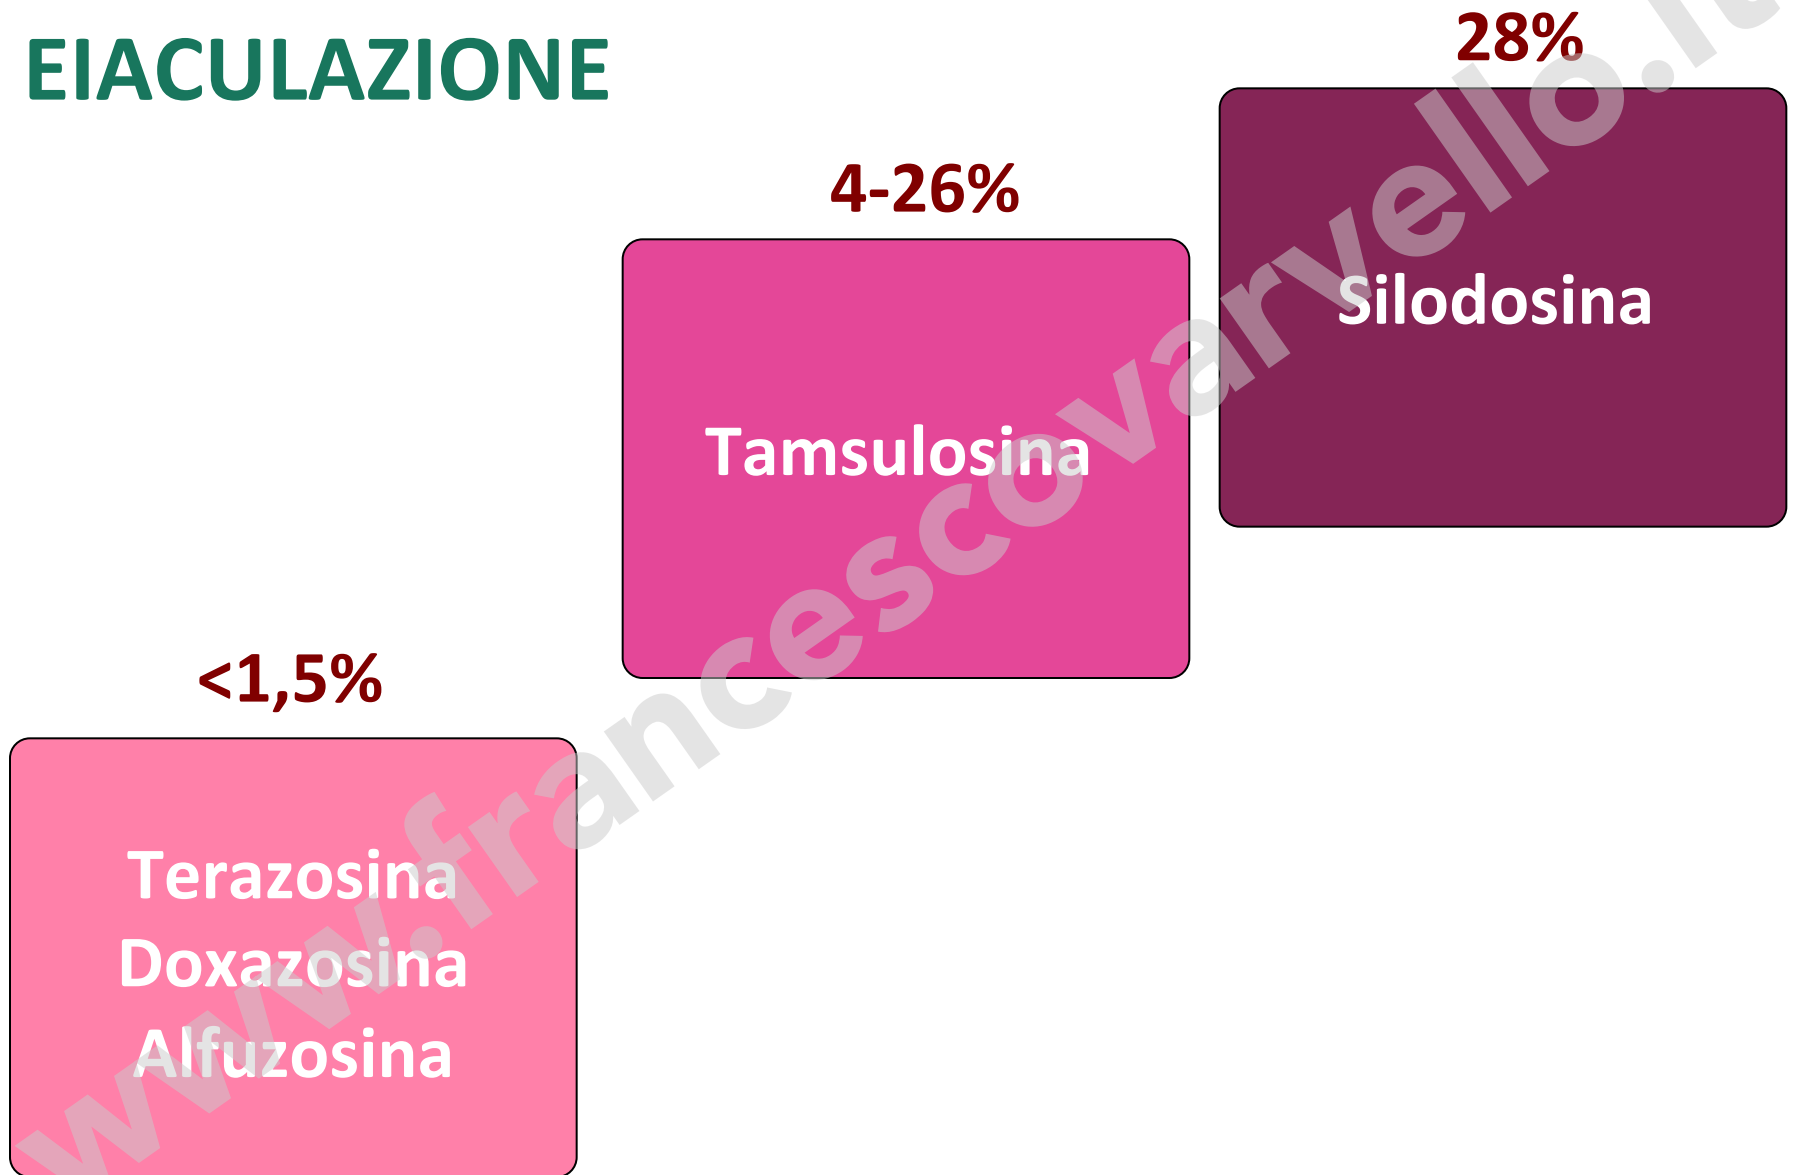 EIACULAZIONE
28%
4-26%
Silodosina
Tamsulosina
<1,5%
Terazosina
Doxazosina
Alfuzosina
www.francescovarvello.it